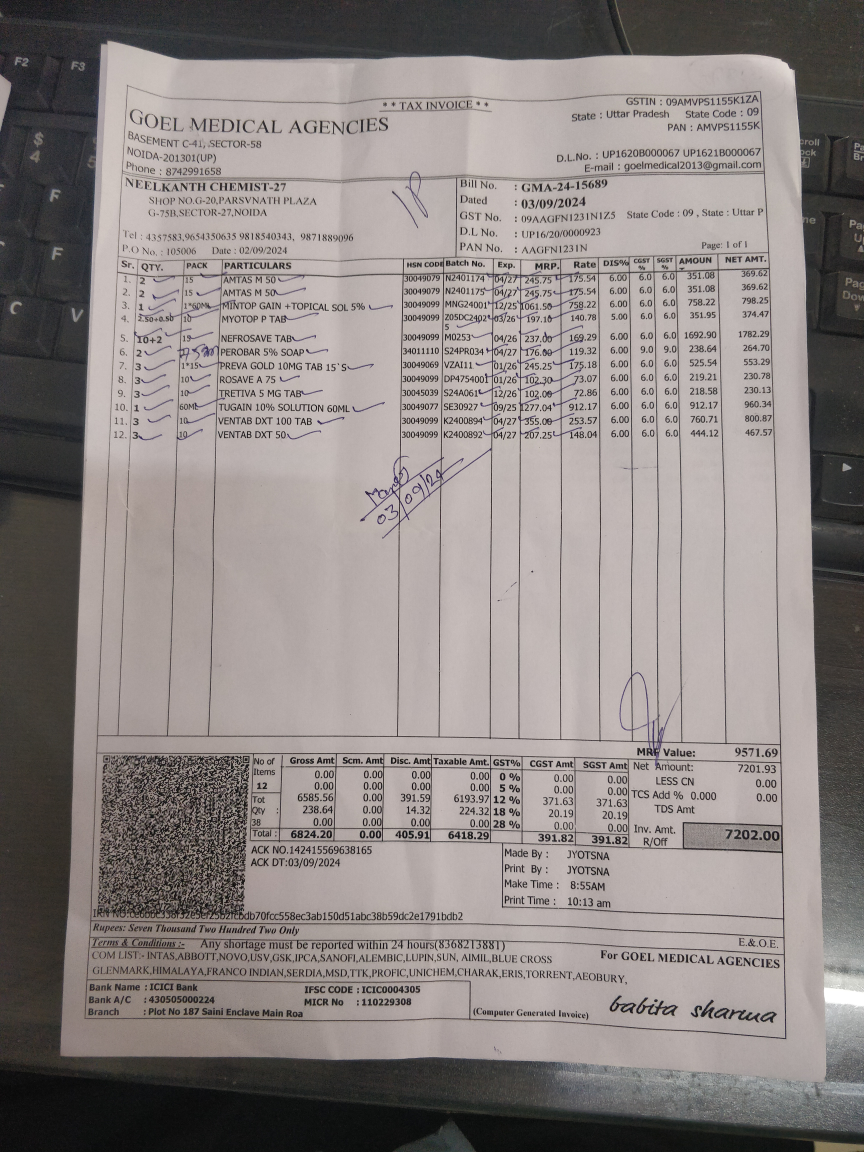 ** TAX INVOICE **
GSTIN : 09AMVPS1155K1ZA
GOEL MEDICAL AGENCIES
State : Uttar Pradesh State Code : 09
PAN : AMVPS1155K
BASEMENT C-41, SECTOR-58
NOIDA-201301(UP)
Phone : 8742991658
D.L.No. : UP1620B000067 UP1621B000067
E-mail : goelmedical2013@gmail.com
NEELKANTH CHEMIST-27
SHOP NO.G-20,PARSVNATH PLAZA
G-75B,SECTOR-27,NOIDA
Tel : 4357583,9654350635 9818540343, 9871889096
P.O No. : 105006 Date : 02/09/2024
Bill No. : GMA-24-15689
Dated : 03/09/2024
GST No. : 09AAGFN1231N1Z5 State Code : 09 , State : Uttar P
D.L No. : UP16/20/0000923
PAN No. : AAGFN1231N
Page: 1 of 1
Sr. QTY. PACK PARTICULARS HSN CODE Batch No. Exp. MRP. Rate DIS% CGST % SGST % AMOUN NET AMT.
1. 2 15 AMTAS M 50 30049079 N2401174 04/27 245.75 175.54 6.00 6.0 6.0 351.08 369.62
2. 2 15 AMTAS M 50 30049079 N2401175 04/27 245.75 175.54 6.00 6.0 6.0 351.08 369.62
3. 1 1*60ML MINTOP GAIN +TOPICAL SOL 5% 30049099 MNG24001 12/25 1061.50 758.22 6.00 6.0 6.0 758.22 798.25
4. 2.50+0.50 10 MYOTOP P TAB 30049099 Z05DC2402 03/26 197.10 140.78 5.00 6.0 6.0 351.95 374.47
5
5. 10+2 NEFROSAVE TAB 30049099 M0253 04/26 237.00 169.29 6.00 6.0 6.0 1692.90 1782.29
6. 2 PEROBAR 5% SOAP 34011110 S24PR034 04/27 176.00 119.32 6.00 9.0 9.0 238.64 264.70
7. 3 1*15 PREVA GOLD 10MG TAB 15`S 30049069 VZAI11 01/26 245.25 175.18 6.00 6.0 6.0 525.54 553.29
8. 3 10 ROSAVE A 75 30049099 DP475400 01/26 102.30 73.07 6.00 6.0 6.0 219.21 230.78
9. 3 10 TRETIVA 5 MG TAB 30045039 S24A061 12/26 102.00 72.86 6.00 6.0 6.0 218.58 230.13
10. 1 60ML TUGAIN 10% SOLUTION 60ML 30049077 SE30927 09/25 1277.04 912.17 6.00 6.0 6.0 912.17 960.34
11. 3 10 VENTAB DXT 100 TAB 30049099 K2400894 04/27 355.00 253.57 6.00 6.0 6.0 760.71 800.87
12. 3 10 VENTAB DXT 50 30049099 K2400892 04/27 207.25 148.04 6.00 6.0 6.0 444.12 467.57
03/09/24
MRP Value: 9571.69
No of Items 12 Gross Amt Scm. Amt Disc. Amt Taxable Amt. GST% CGST Amt SGST Amt
0.00 0.00 0.00 0.00 0 % 0.00 0.00
0.00 0.00 0.00 0.00 5 % 0.00 0.00
Tot Qty : 38 6585.56 0.00 391.59 6193.97 12 % 371.63 371.63
238.64 0.00 14.32 224.32 18 % 20.19 20.19
0.00 0.00 0.00 0.00 28 % 0.00 0.00
Total : 6824.20 0.00 405.91 6418.29 391.82 391.82
Net Amount: 7201.93
LESS CN 0.00
TCS Add % 0.000 0.00
TDS Amt
Inv. Amt. R/Off 7202.00
ACK NO.142415569638165
ACK DT:03/09/2024
Made By : JYOTSNA
Print By : JYOTSNA
Make Time : 8:55AM
Print Time : 10:13 am
Rupees: Seven Thousand Two Hundred Two Only
Terms & Conditions :- Any shortage must be reported within 24 hours(8368213881)
E.&.O.E.
COM LIST:- INTAS,ABBOTT,NOVO,USV,GSK,IPCA,SANOFI,ALEMBIC,LUPIN,SUN, AIMIL,BLUE CROSS
GLENMARK,HIMALAYA,FRANCO INDIAN,SERDIA,MSD,TTK,PROFIC,UNICHEM,CHARAK,ERIS,TORRENT,AEOBURY,
For GOEL MEDICAL AGENCIES
Bank Name : ICICI Bank IFSC CODE : ICIC0004305
Bank A/C : 430505000224 MICR No : 110229308
Branch : Plot No 187 Saini Enclave Main Roa
(Computer Generated Invoice)
babita sharma